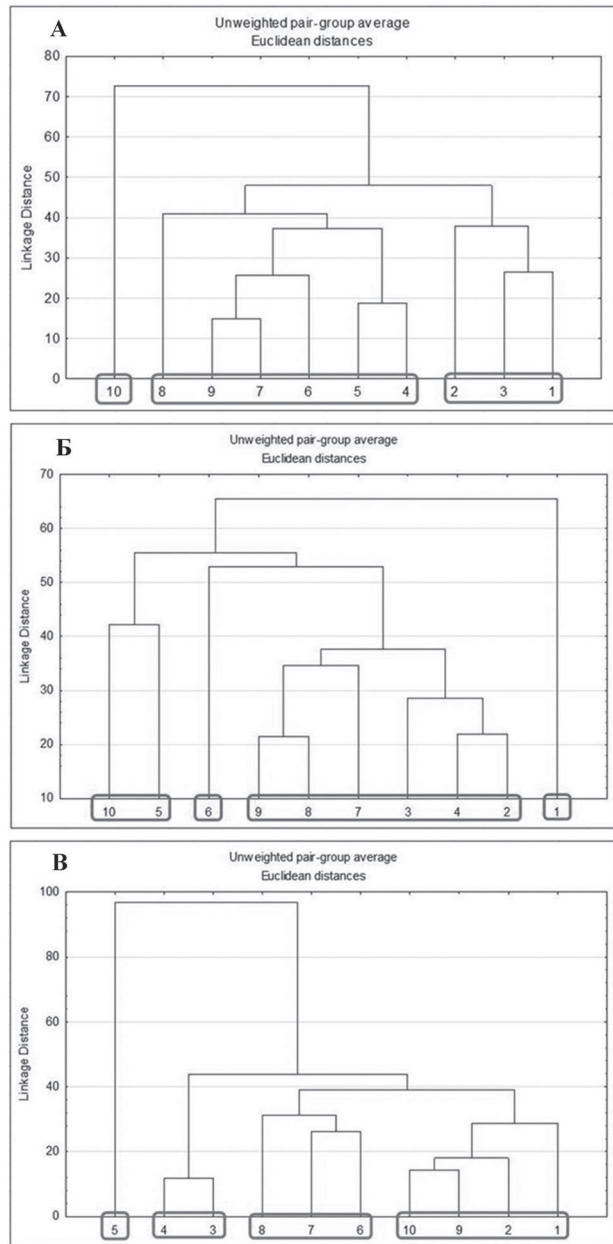 А
Unweighted pair-group average
Euclidean distances
Linkage Distance
80
70
60
50
40
30
20
10
0
10 8 9 7 6 5 4 2 3 1
Б
Unweighted pair-group average
Euclidean distances
Linkage Distance
70
60
50
40
30
20
10
10 5 6 9 8 7 3 4 2 1
В
Unweighted pair-group average
Euclidean distances
Linkage Distance
100
80
60
40
20
0
5 4 3 8 7 6 10 9 2 1